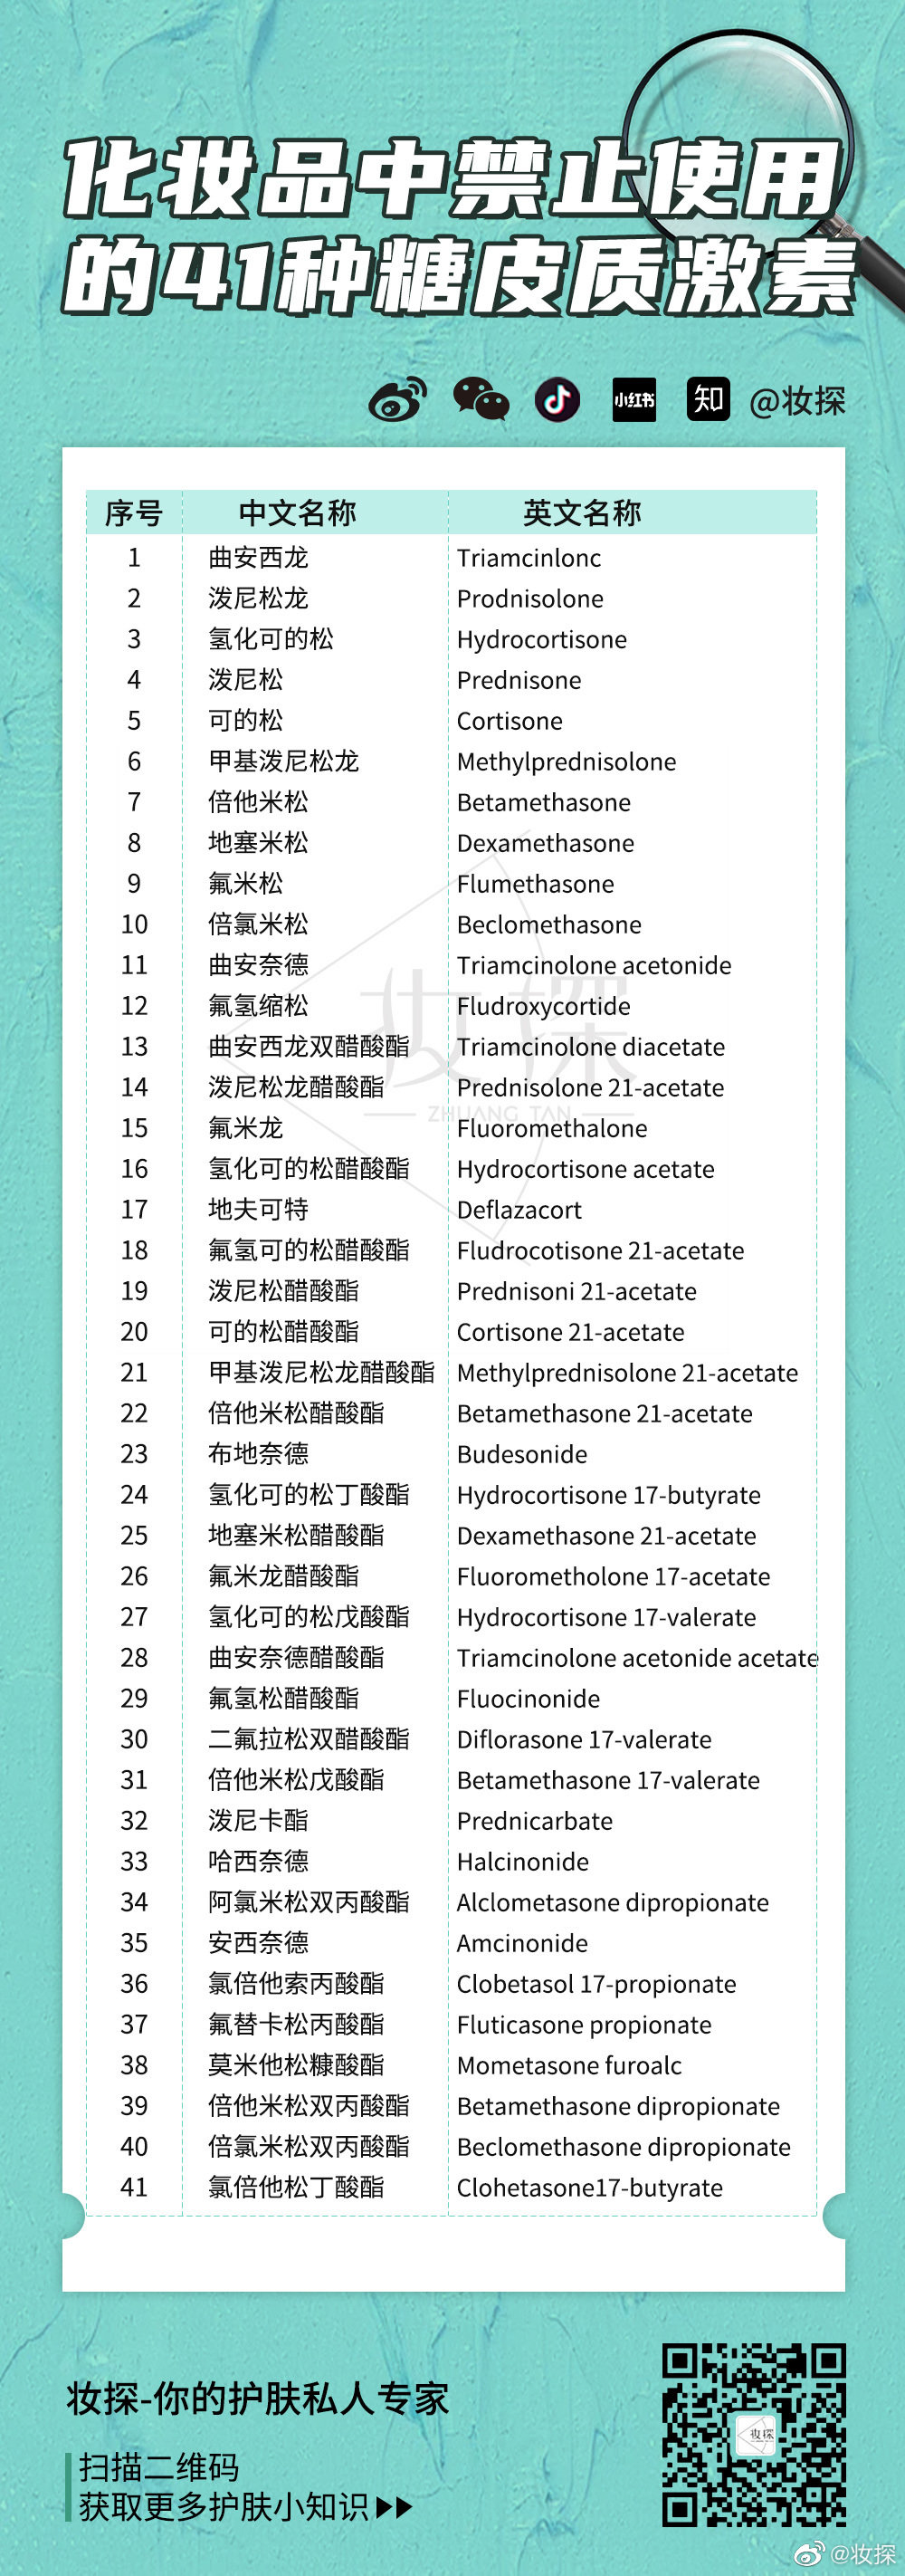 化妆品中禁止使用
的41种糖皮质激素
小红书 知 @妆探
序号 中文名称 英文名称
1 曲安西龙 Triamcinlonc
2 泼尼松龙 Prodnisolone
3 氢化可的松 Hydrocortisone
4 泼尼松 Prednisone
5 可的松 Cortisone
6 甲基泼尼松龙 Methylprednisolone
7 倍他米松 Betamethasone
8 地塞米松 Dexamethasone
9 氟米松 Flumethasone
10 倍氯米松 Beclomethasone
11 曲安奈德 Triamcinolone acetonide
12 氟氢缩松 Fludroxycortide
13 曲安西龙双醋酸酯 Triamcinolone diacetate
14 泼尼松龙醋酸酯 Prednisolone 21-acetate
15 氟米龙 Fluoromethalone
16 氢化可的松醋酸酯 Hydrocortisone acetate
17 地夫可特 Deflazacort
18 氟氢可的松醋酸酯 Fludrocotisone 21-acetate
19 泼尼松醋酸酯 Prednisoni 21-acetate
20 可的松醋酸酯 Cortisone 21-acetate
21 甲基泼尼松龙醋酸酯 Methylprednisolone 21-acetate
22 倍他米松醋酸酯 Betamethasone 21-acetate
23 布地奈德 Budesonide
24 氢化可的松丁酸酯 Hydrocortisone 17-butyrate
25 地塞米松醋酸酯 Dexamethasone 21-acetate
26 氟米龙醋酸酯 Fluorometholone 17-acetate
27 氢化可的松戊酸酯 Hydrocortisone 17-valerate
28 曲安奈德醋酸酯 Triamcinolone acetonide acetate
29 氟氢松醋酸酯 Fluocinonide
30 二氟拉松双醋酸酯 Diflorasone 17-valerate
31 倍他米松戊酸酯 Betamethasone 17-valerate
32 泼尼卡酯 Prednicarbate
33 哈西奈德 Halcinonide
34 阿氯米松双丙酸酯 Alclometasone dipropionate
35 安西奈德 Amcinonide
36 氯倍他索丙酸酯 Clobetasol 17-propionate
37 氟替卡松丙酸酯 Fluticasone propionate
38 莫米他松糠酸酯 Mometasone furoalc
39 倍他米松双丙酸酯 Betamethasone dipropionate
40 倍氯米松双丙酸酯 Beclomethasone dipropionate
41 氯倍他松丁酸酯 Clohetasone17-butyrate
妆探
ZHUANG TAN
妆探-你的护肤私人专家
扫描二维码
获取更多护肤小知识
妆探
@妆探